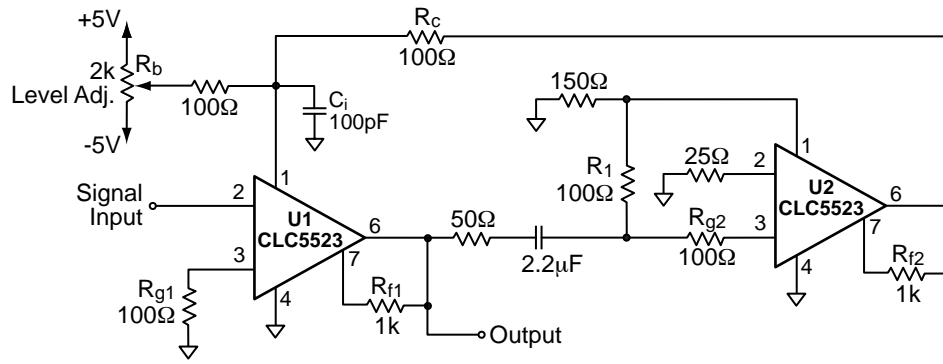 +5V
2k
Rb
Level Adj.
-5V
100Ω
Rc
100Ω
Ci
100pF
Signal
Input
2
1
U1
CLC5523
6
3
7
4
Rg1
100Ω
Rf1
1k
50Ω
2.2μF
Output
150Ω
R1
100Ω
25Ω
2
1
U2
CLC5523
6
3
7
4
Rg2
100Ω
Rf2
1k